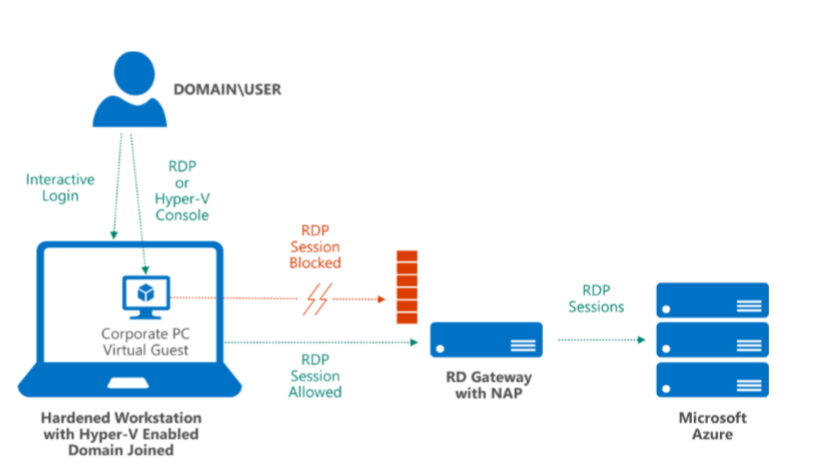 DOMAIN\USER
Interactive
Login
RDP
or
Hyper-V
Console
RDP
Session
Blocked
Corporate PC
Virtual Guest
RDP
Session
Allowed
RDP
Sessions
RD Gateway
with NAP
Hardened Workstation
with Hyper-V Enabled
Domain Joined
Microsoft
Azure